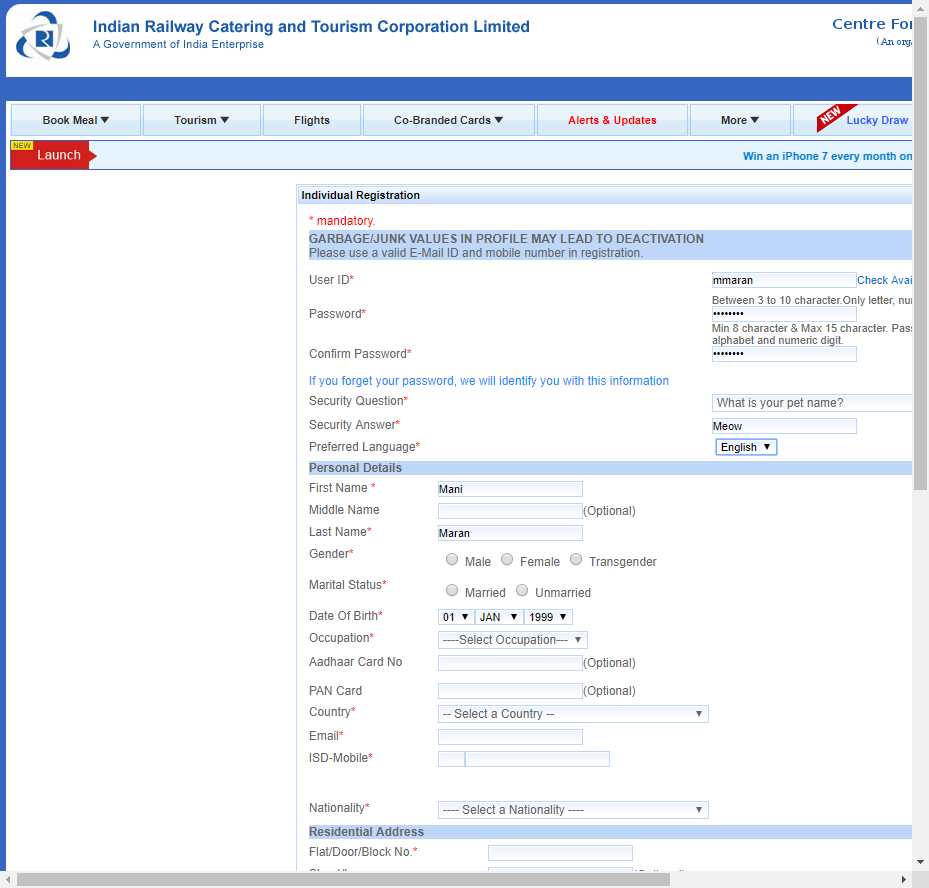 Indian Railway Catering and Tourism Corporation Limited
A Government of India Enterprise
Centre For
(An org
Book Meal ▼
Tourism ▼
Flights
Co-Branded Cards ▼
Alerts & Updates
More ▼
NEW
Lucky Draw
NEW
Launch
Win an iPhone 7 every month on
Individual Registration
* mandatory.
GARBAGE/JUNK VALUES IN PROFILE MAY LEAD TO DEACTIVATION
Please use a valid E-Mail ID and mobile number in registration.
User ID* mmaran Check Avai
Between 3 to 10 character.Only letter, nu
Password* ••••••••
Min 8 character & Max 15 character. Pas
alphabet and numeric digit.
Confirm Password* ••••••••
If you forget your password, we will identify you with this information
Security Question* What is your pet name?
Security Answer* Meow
Preferred Language* English ▼
Personal Details
First Name * Mani
Middle Name (Optional)
Last Name* Maran
Gender* Male Female Transgender
Marital Status* Married Unmarried
Date Of Birth* 01 ▼ JAN ▼ 1999 ▼
Occupation* ----Select Occupation--- ▼
Aadhaar Card No (Optional)
PAN Card (Optional)
Country* -- Select a Country -- ▼
Email*
ISD-Mobile*
Nationality* ---- Select a Nationality ---- ▼
Residential Address
Flat/Door/Block No.*